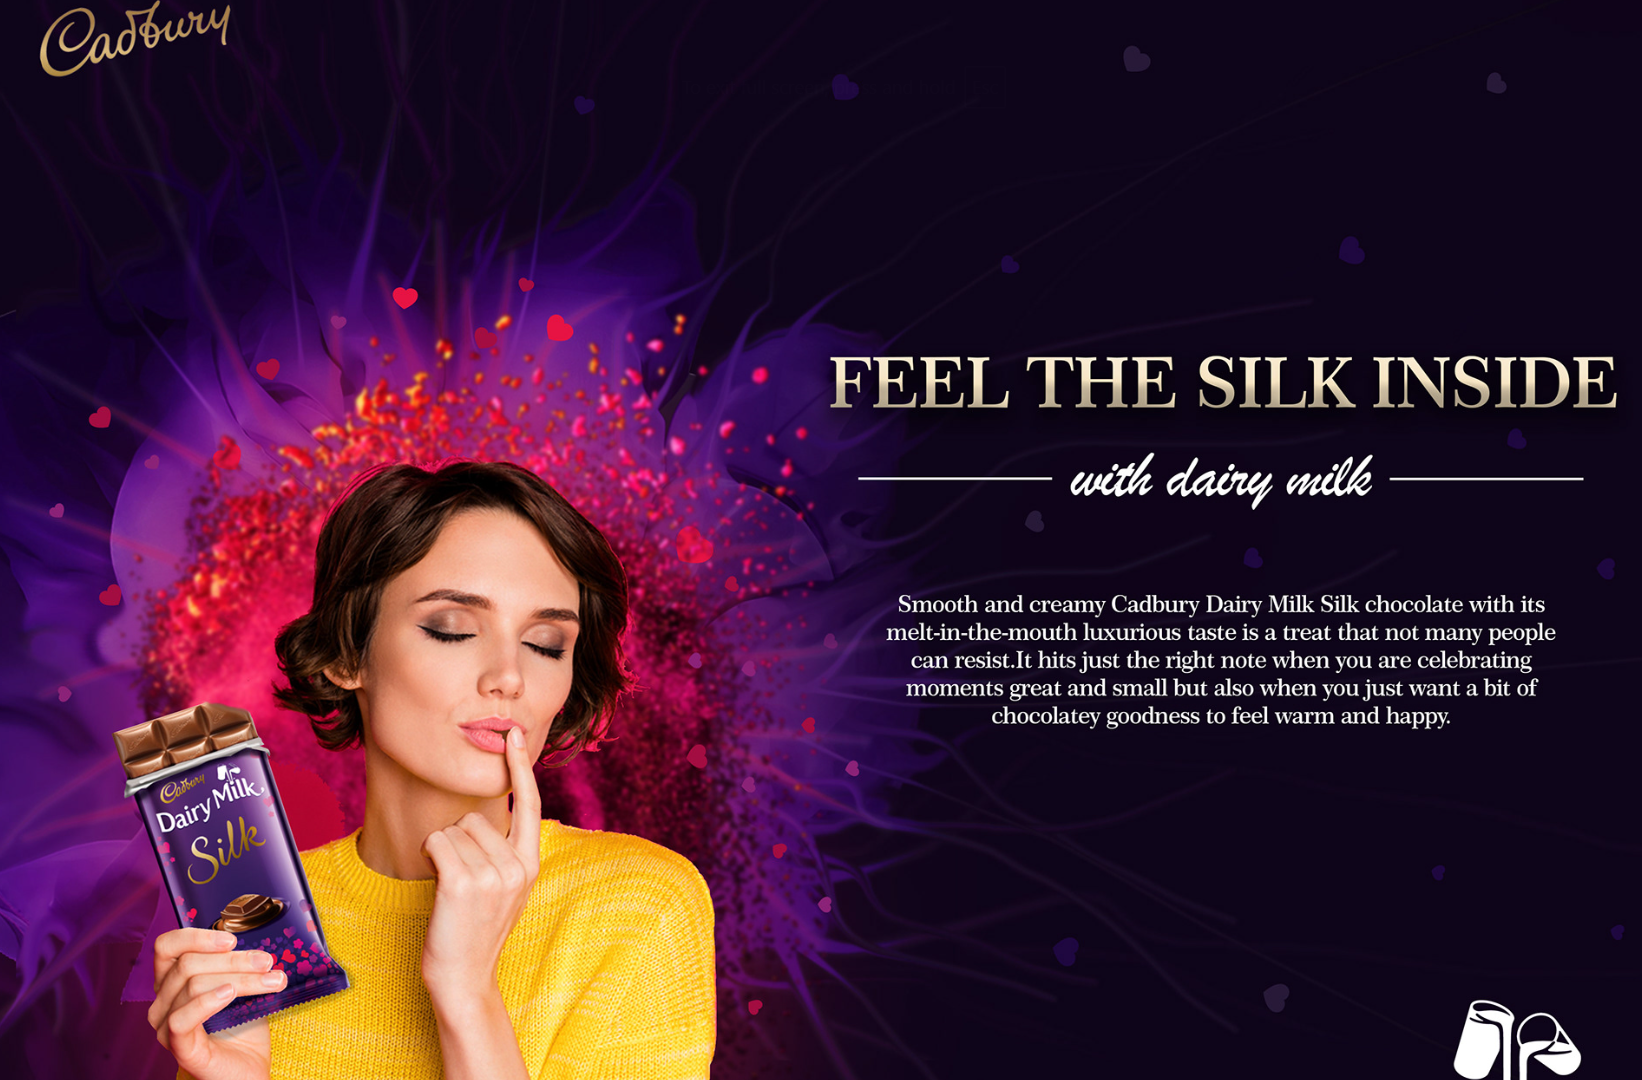 Cadbury
FEEL THE SILK INSIDE
with dairy milk
Smooth and creamy Cadbury Dairy Milk Silk chocolate with its
melt-in-the-mouth luxurious taste is a treat that not many people
can resist.It hits just the right note when you are celebrating
moments great and small but also when you just want a bit of
chocolatey goodness to feel warm and happy.
Cadbury
Dairy Milk
Silk